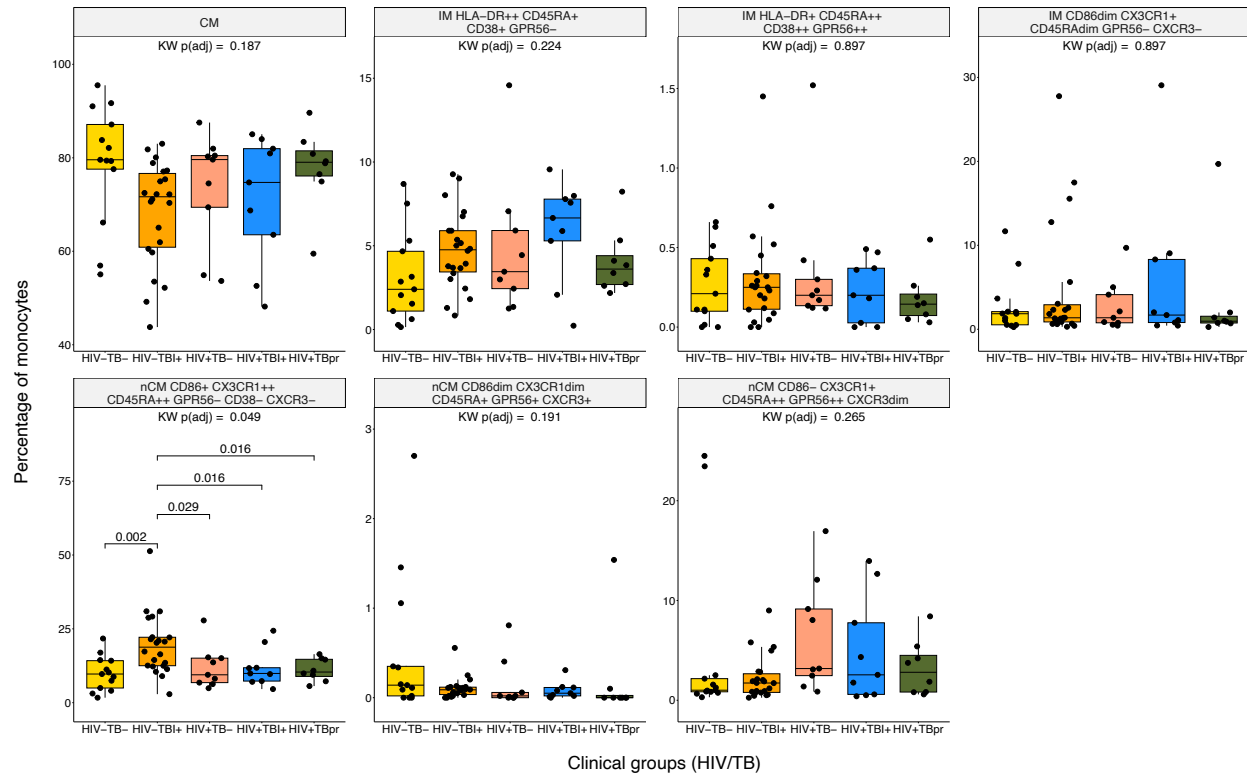 CM
KW p(adj) = 0.187
100
80
60
40
HIV−TB− HIV−TBI+ HIV+TB− HIV+TBI+ HIV+TBpr
IM HLA−DR++ CD45RA+
CD38+ GPR56−
KW p(adj) = 0.224
15
10
5
0
HIV−TB− HIV−TBI+ HIV+TB− HIV+TBI+ HIV+TBpr
IM HLA−DR+ CD45RA++
CD38++ GPR56++
KW p(adj) = 0.897
1.5
1.0
0.5
0.0
HIV−TB− HIV−TBI+ HIV+TB− HIV+TBI+ HIV+TBpr
IM CD86dim CX3CR1+
CD45RAdim GPR56− CXCR3−
KW p(adj) = 0.897
30
20
10
0
HIV−TB− HIV−TBI+ HIV+TB− HIV+TBI+ HIV+TBpr
Percentage of monocytes
nCM CD86+ CX3CR1++
CD45RA++ GPR56− CD38− CXCR3−
KW p(adj) = 0.049
0.016
0.016
0.029
0.002
75
50
25
0
HIV−TB− HIV−TBI+ HIV+TB− HIV+TBI+ HIV+TBpr
nCM CD86dim CX3CR1dim
CD45RA+ GPR56+ CXCR3+
KW p(adj) = 0.191
3
2
1
0
HIV−TB− HIV−TBI+ HIV+TB− HIV+TBI+ HIV+TBpr
nCM CD86− CX3CR1+
CD45RA++ GPR56++ CXCR3dim
KW p(adj) = 0.265
20
10
0
HIV−TB− HIV−TBI+ HIV+TB− HIV+TBI+ HIV+TBpr
Clinical groups (HIV/TB)